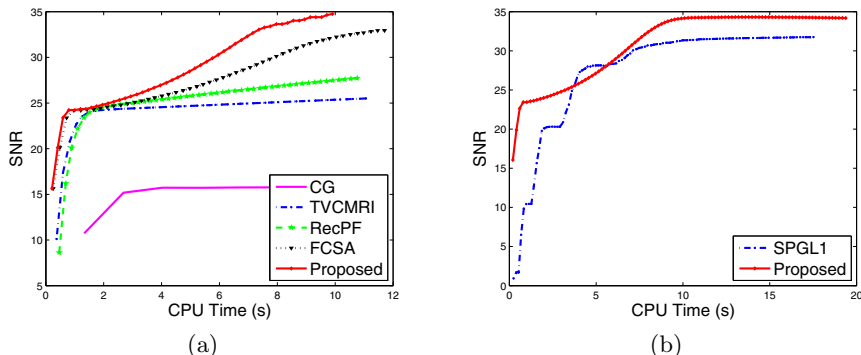 35
30
25
20
15
10
5
0 2 4 6 8 10 12
SNR
CPU Time (s)
CG
TVCMRI
RecPF
FCSA
Proposed
(a)
35
30
25
20
15
10
5
0
0 5 10 15 20
SNR
CPU Time (s)
SPGL1
Proposed
(b)